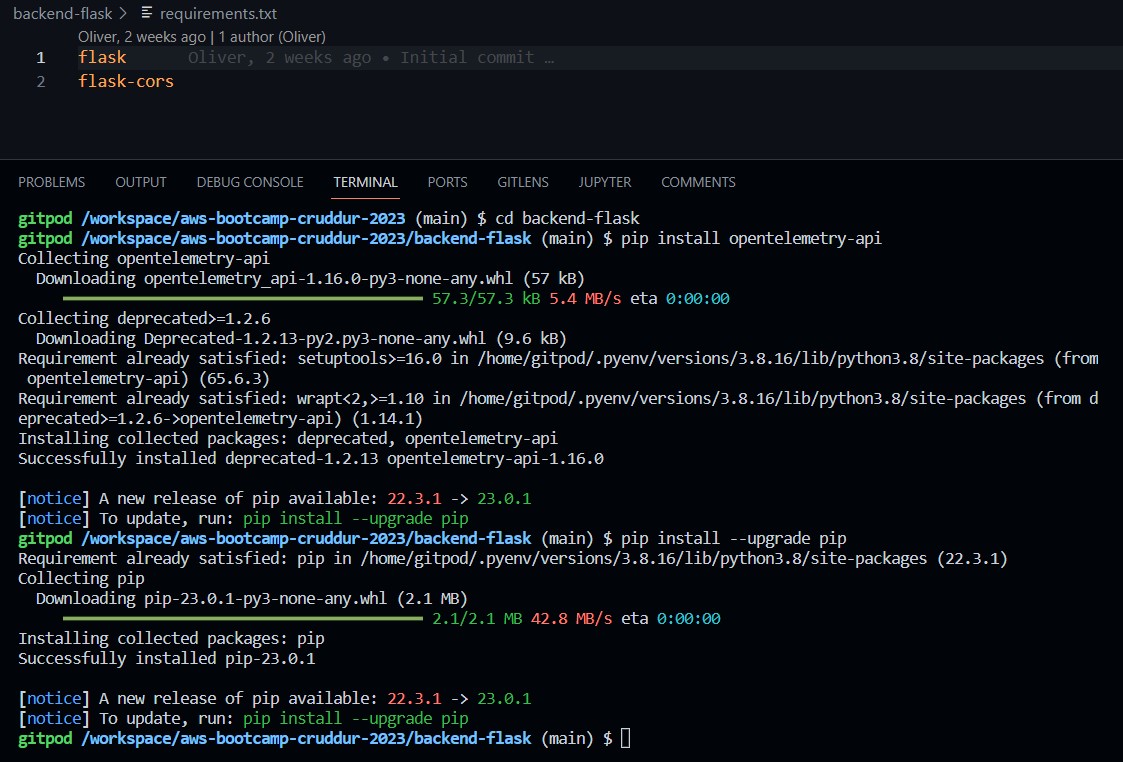 backend-flask > requirements.txt
Oliver, 2 weeks ago | 1 author (Oliver)
1 flask Oliver, 2 weeks ago • Initial commit …
2 flask-cors
PROBLEMS OUTPUT DEBUG CONSOLE TERMINAL PORTS GITLENS JUPYTER COMMENTS
gitpod /workspace/aws-bootcamp-cruddur-2023 (main) $ cd backend-flask
gitpod /workspace/aws-bootcamp-cruddur-2023/backend-flask (main) $ pip install opentelemetry-api
Collecting opentelemetry-api
Downloading opentelemetry_api-1.16.0-py3-none-any.whl (57 kB)
57.3/57.3 kB 5.4 MB/s eta 0:00:00
Collecting deprecated>=1.2.6
Downloading Deprecated-1.2.13-py2.py3-none-any.whl (9.6 kB)
Requirement already satisfied: setuptools>=16.0 in /home/gitpod/.pyenv/versions/3.8.16/lib/python3.8/site-packages (from
opentelemetry-api) (65.6.3)
Requirement already satisfied: wrapt<2,>=1.10 in /home/gitpod/.pyenv/versions/3.8.16/lib/python3.8/site-packages (from d
eprecated>=1.2.6->opentelemetry-api) (1.14.1)
Installing collected packages: deprecated, opentelemetry-api
Successfully installed deprecated-1.2.13 opentelemetry-api-1.16.0
[notice] A new release of pip available: 22.3.1 -> 23.0.1
[notice] To update, run: pip install --upgrade pip
gitpod /workspace/aws-bootcamp-cruddur-2023/backend-flask (main) $ pip install --upgrade pip
Requirement already satisfied: pip in /home/gitpod/.pyenv/versions/3.8.16/lib/python3.8/site-packages (22.3.1)
Collecting pip
Downloading pip-23.0.1-py3-none-any.whl (2.1 MB)
2.1/2.1 MB 42.8 MB/s eta 0:00:00
Installing collected packages: pip
Successfully installed pip-23.0.1
[notice] A new release of pip available: 22.3.1 -> 23.0.1
[notice] To update, run: pip install --upgrade pip
gitpod /workspace/aws-bootcamp-cruddur-2023/backend-flask (main) $